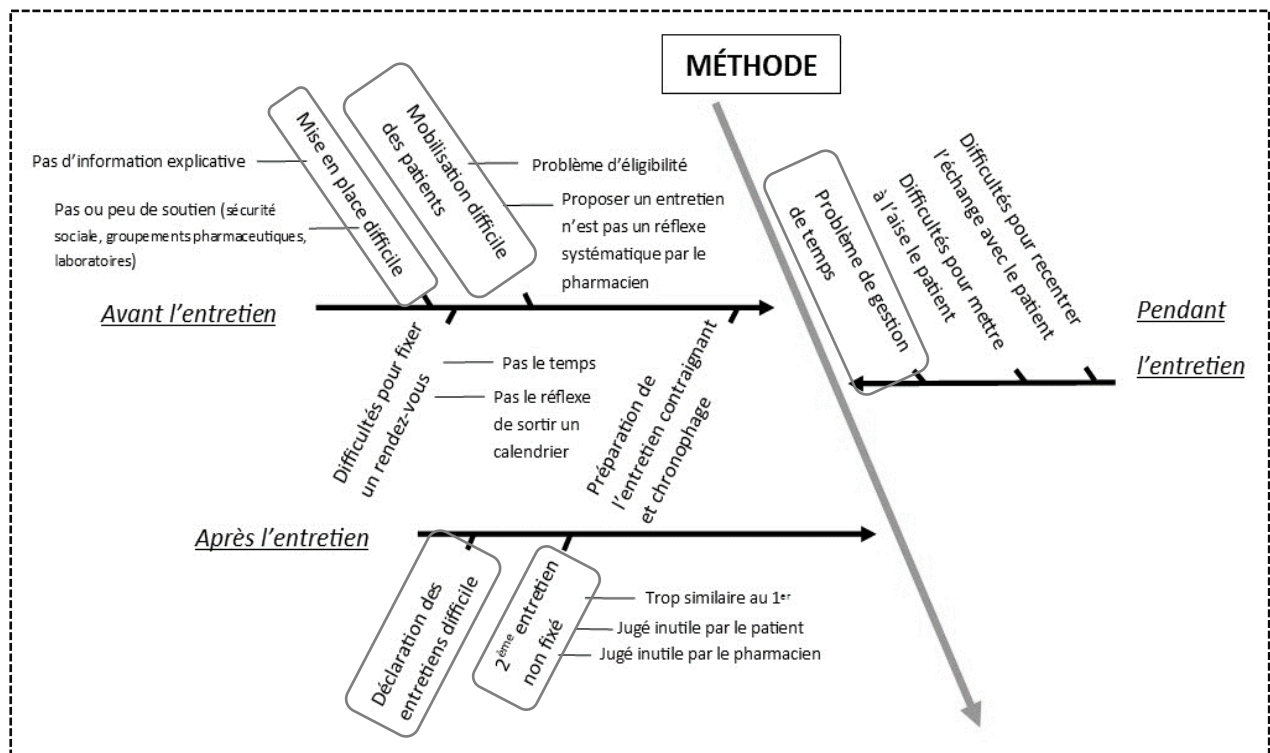 MÉTHODE
Mise en place difficile
Pas d'information explicative
Pas ou peu de soutien (sécurité
sociale, groupements pharmaceutiques,
laboratoires)
Mobilisation difficile
des patients
Problème d'éligibilité
Proposer un entretien
n'est pas un réflexe
systématique par le
pharmacien
Avant l'entretien
Difficultés pour fixer
un rendez-vous
Pas le temps
Pas le réflexe
de sortir un
calendrier
Préparation de
l'entretien contraignant
et chronophage
Problème de gestion
de temps
Difficultés pour mettre
à l'aise le patient
Difficultés pour recentrer
l'échange avec le patient
Pendant
l'entretien
Après l'entretien
Déclaration des
entretiens difficile
2ème entretien
non fixé
Trop similaire au 1er
Jugé inutile par le patient
Jugé inutile par le pharmacien